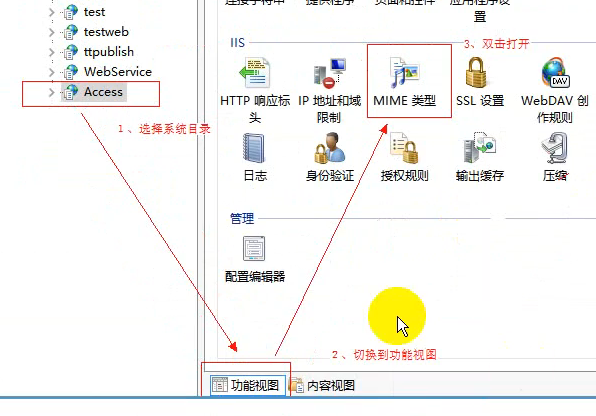 test
testweb
ttpublish
WebService
Access
1、选择系统目录
连接字符串
提供程序
页面和控件
应用程序设
置
IIS
3、双击打开
HTTP 响应标
头
IP 地址和域
限制
MIME 类型
SSL 设置
WebDAV 创
作规则
日志
身份验证
授权规则
输出缓存
压缩
管理
配置编辑器
2、切换到功能视图
功能视图
内容视图